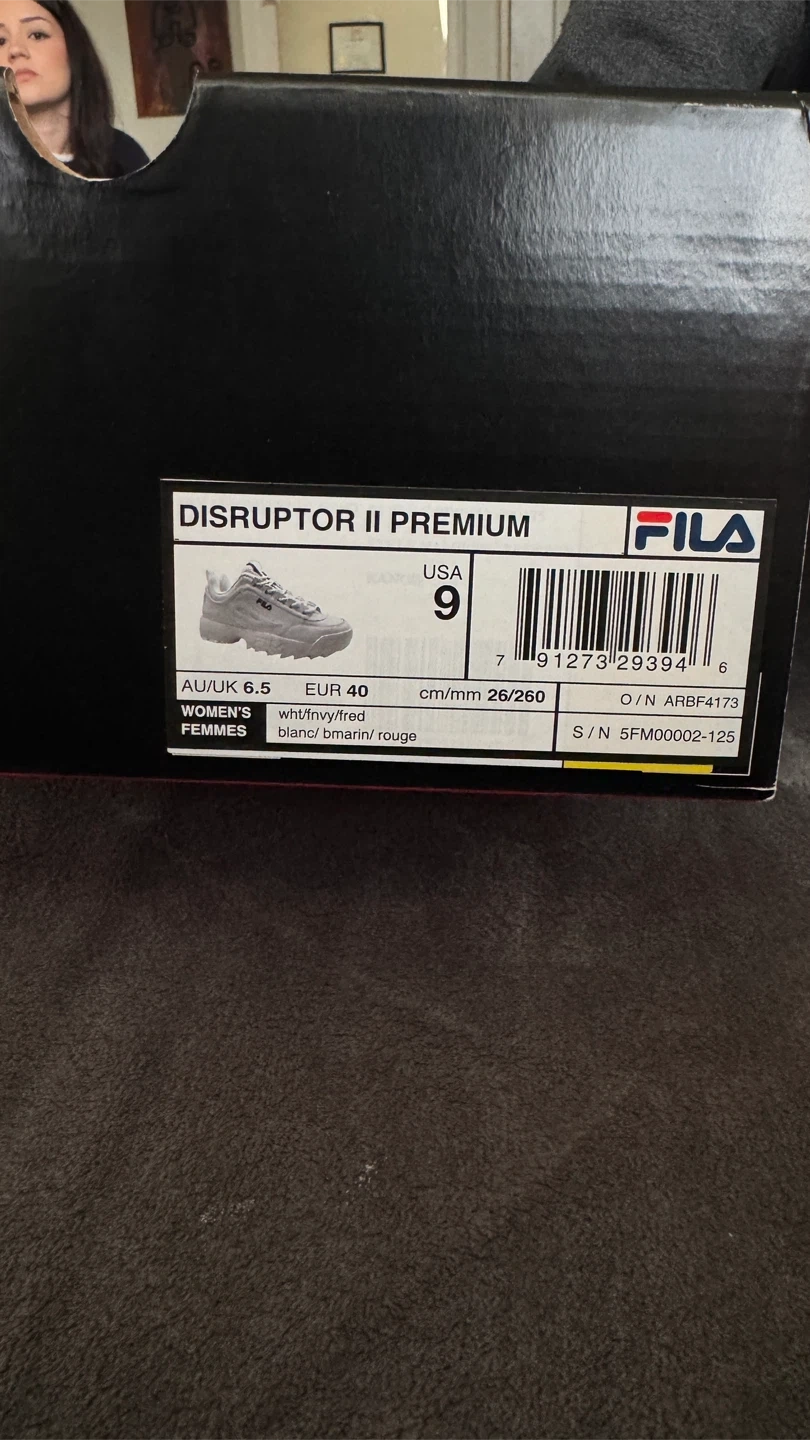 DISRUPTOR II PREMIUM
FILA
FILA
USA
9
7 91273 29394 6
AU/UK 6.5 EUR 40 cm/mm 26/260
O/N ARBF4173
WOMEN'S
FEMMES
wht/fnvy/fred
blanc/ bmarin/ rouge
S/N 5FM00002-125